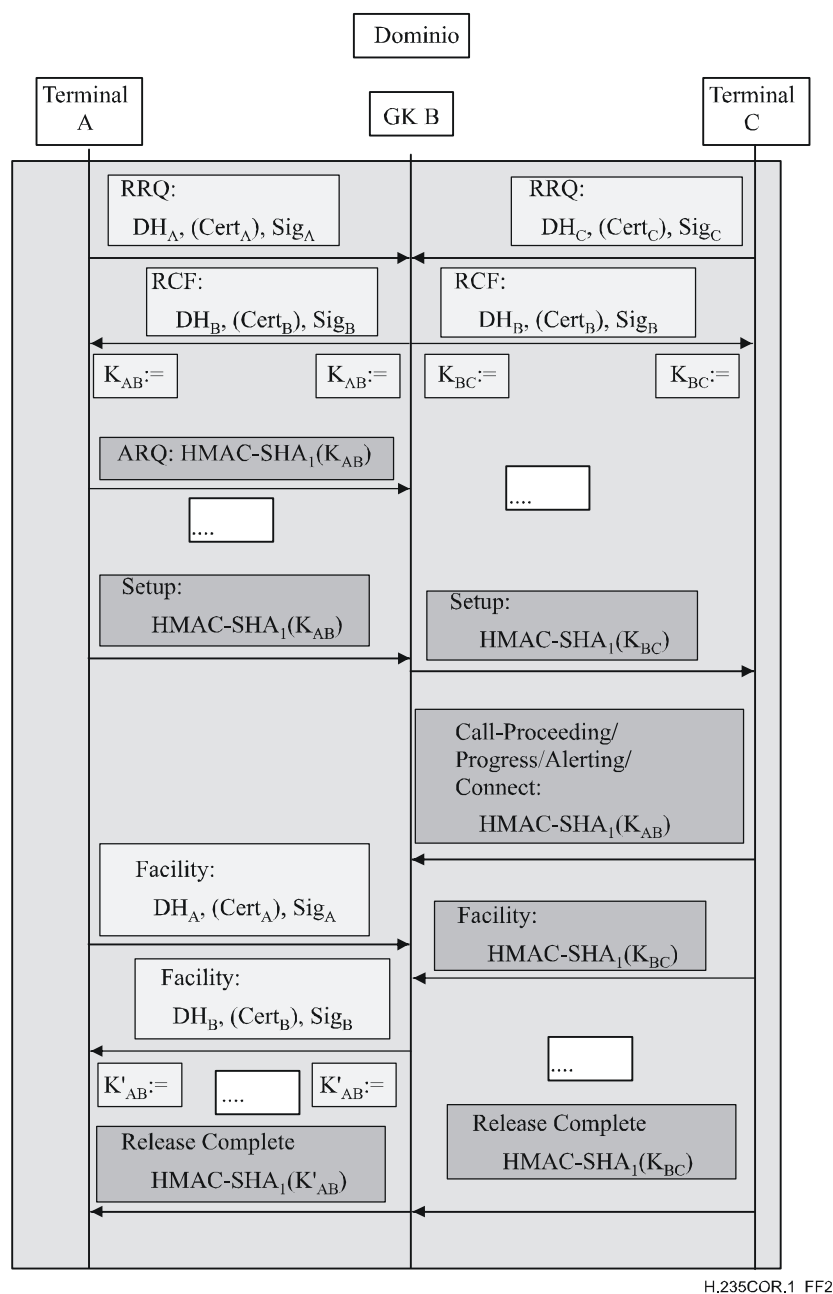 Dominio
Terminal A
GK B
Terminal C
RRQ:
DH_A, (Cert_A), Sig_A
RRQ:
DH_C, (Cert_C), Sig_C
RCF:
DH_B, (Cert_B), Sig_B
RCF:
DH_B, (Cert_B), Sig_B
K_AB:=
K_AB:=
K_BC:=
K_BC:=
ARQ: HMAC-SHA_1(K_AB)
....
....
Setup:
HMAC-SHA_1(K_AB)
Setup:
HMAC-SHA_1(K_BC)
Call-Proceeding/
Progress/Alerting/
Connect:
HMAC-SHA_1(K_AB)
Facility:
DH_A, (Cert_A), Sig_A
Facility:
HMAC-SHA_1(K_BC)
Facility:
DH_B, (Cert_B), Sig_B
....
K'_AB:=
....
K'_AB:=
Release Complete
HMAC-SHA_1(K'_AB)
Release Complete
HMAC-SHA_1(K_BC)
H.235COR.1_FF2